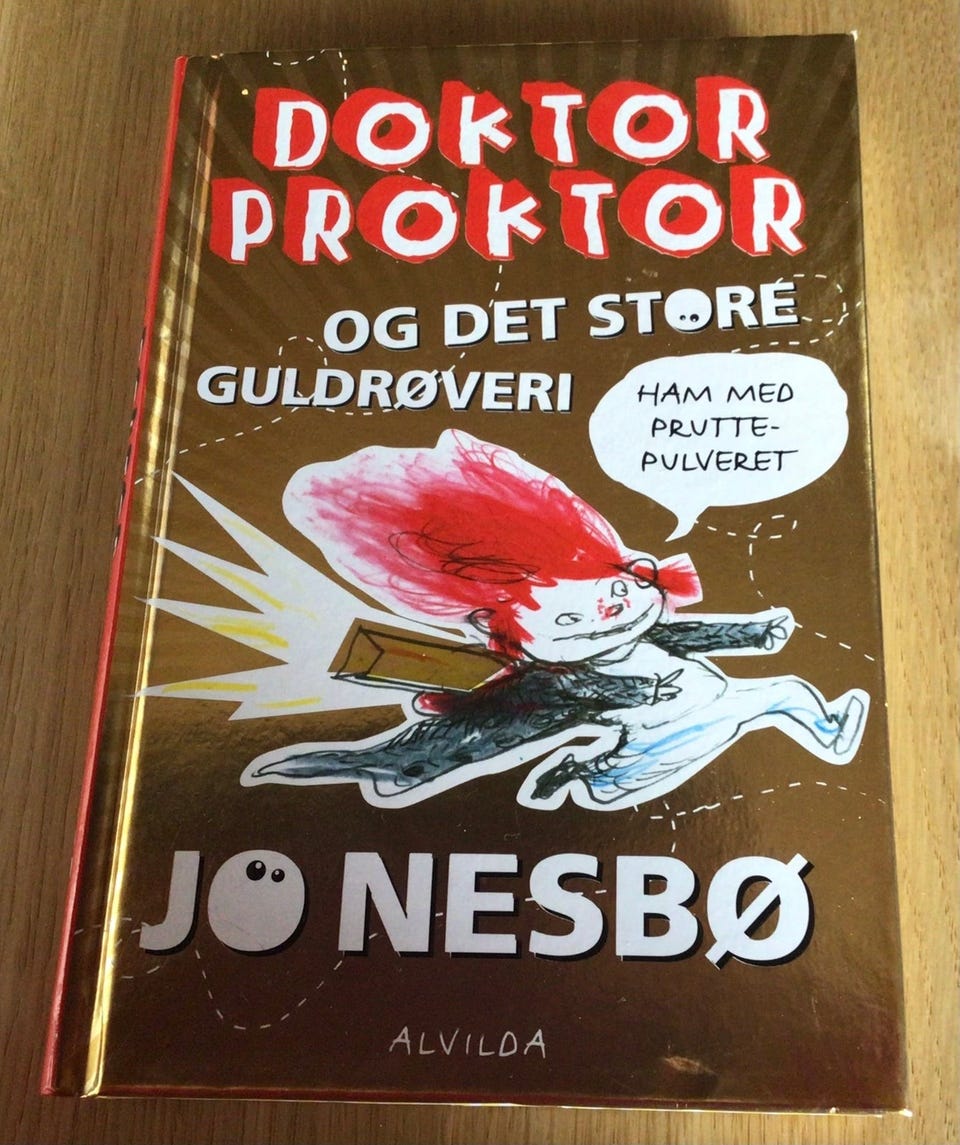 DOKTOR
PROKTOR
OG DET STORE
GULDRØVERI
HAM MED
PRUTTE-
PULVERET
JO NESBØ
ALVILDA